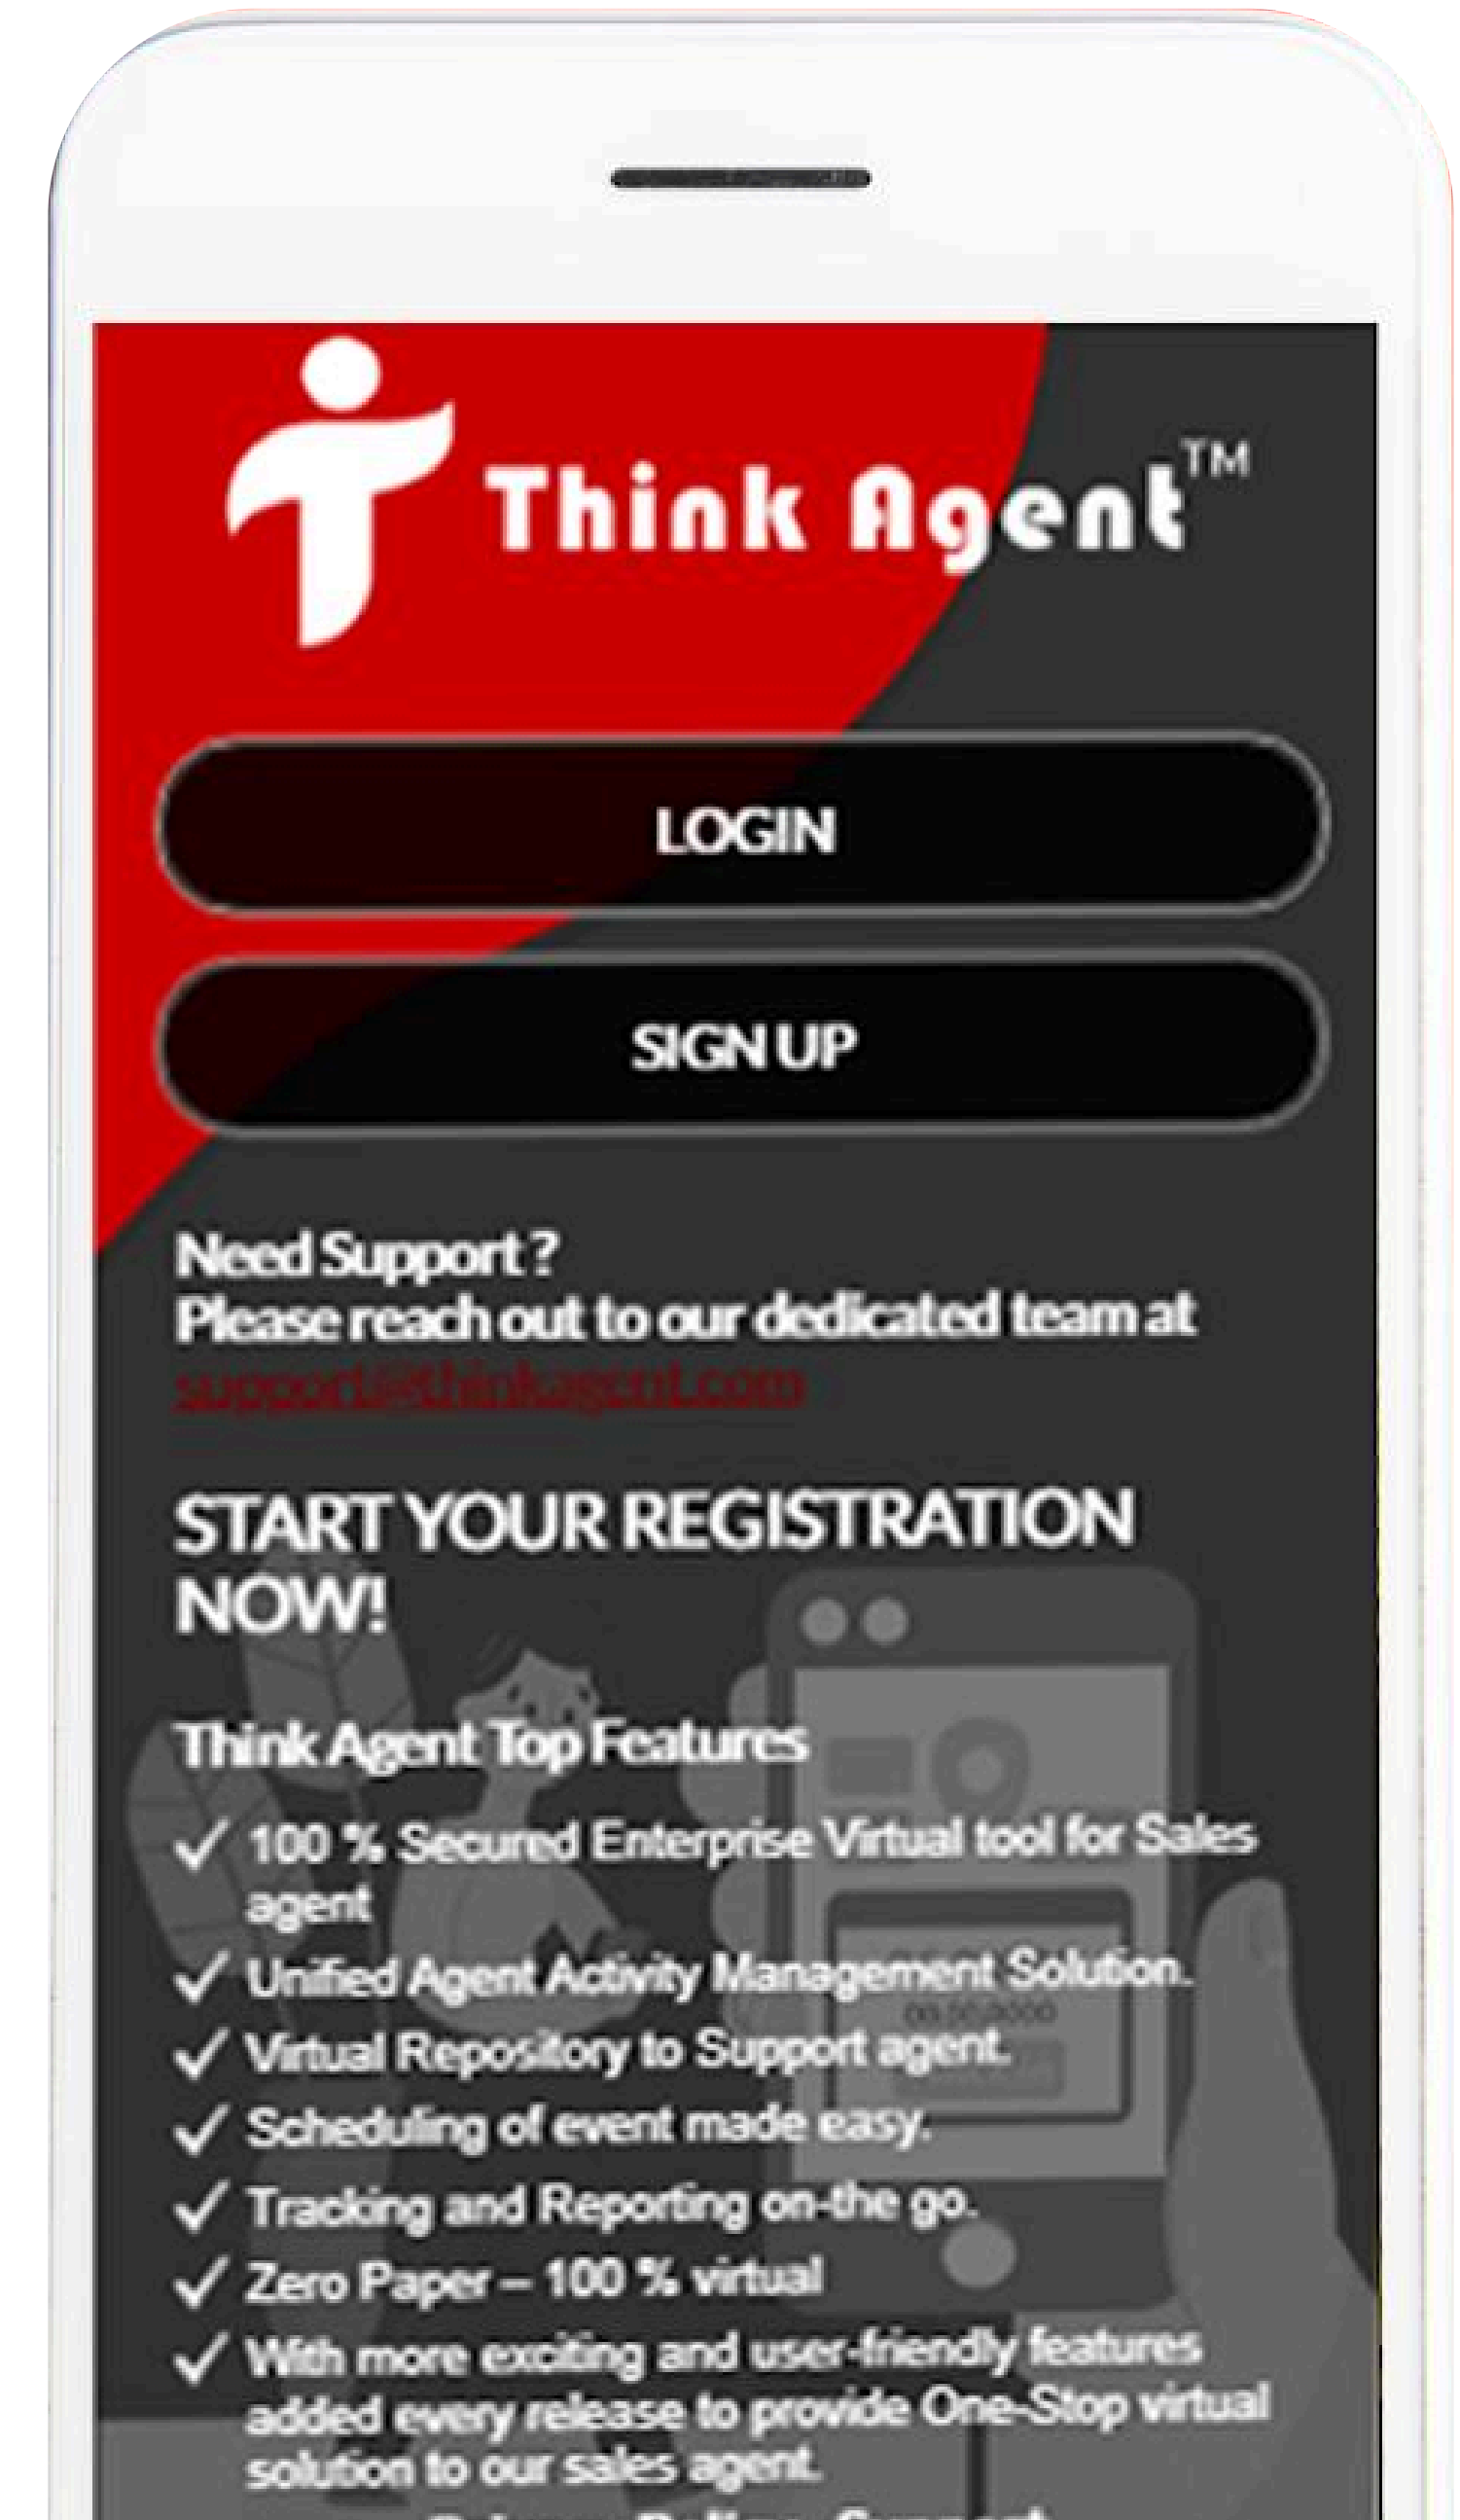 Think Agent™
LOGIN
SIGN UP
Need Support ?
Please reach out to our dedicated team at
support@thinkagent.com
START YOUR REGISTRATION
NOW!
Think Agent Top Features
✓ 100 % Secured Enterprise Virtual tool for Sales
agent
✓ Unified Agent Activity Management Solution.
✓ Virtual Repository to Support agent.
✓ Scheduling of event made easy.
✓ Tracking and Reporting on-the go.
✓ Zero Paper – 100 % virtual
✓ With more exciting and user-friendly features
added every release to provide One-Stop virtual
solution to our sales agent.